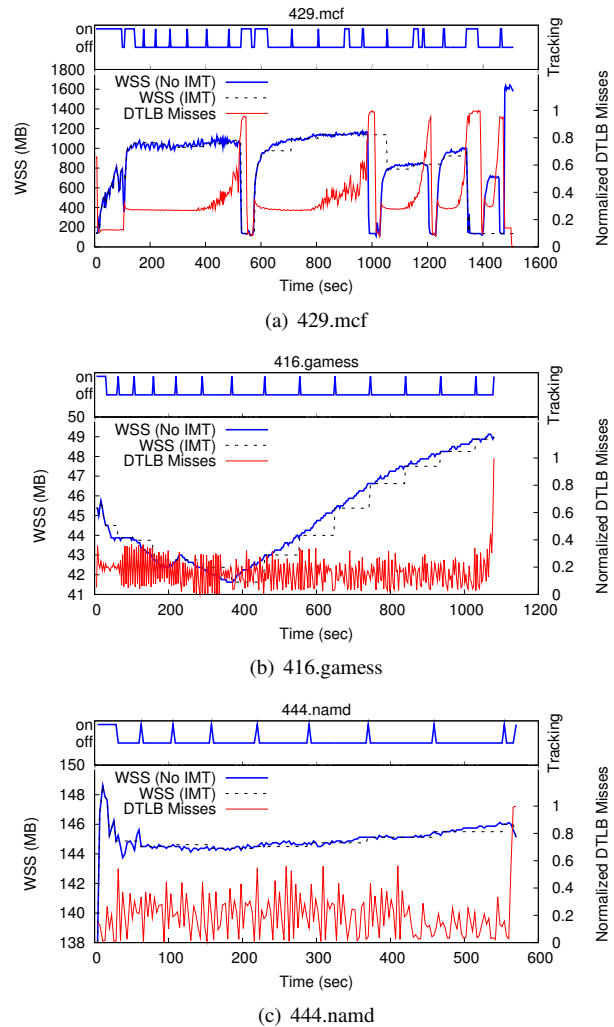 429.mcf
on
off
Tracking
1800
1600
1400
1200
1000
800
600
400
200
0
WSS (MB)
WSS (No IMT)
WSS (IMT)
DTLB Misses
1
0.8
0.6
0.4
0.2
0
Normalized DTLB Misses
0 200 400 600 800 1000 1200 1400 1600
Time (sec)
(a) 429.mcf
416.gamess
on
off
Tracking
50
49
48
47
46
45
44
43
42
41
WSS (MB)
WSS (No IMT)
WSS (IMT)
DTLB Misses
1
0.8
0.6
0.4
0.2
0
Normalized DTLB Misses
0 200 400 600 800 1000 1200
Time (sec)
(b) 416.gamess
444.namd
on
off
Tracking
150
148
146
144
142
140
138
WSS (MB)
WSS (No IMT)
WSS (IMT)
DTLB Misses
1
0.8
0.6
0.4
0.2
0
Normalized DTLB Misses
0 100 200 300 400 500 600
Time (sec)
(c) 444.namd